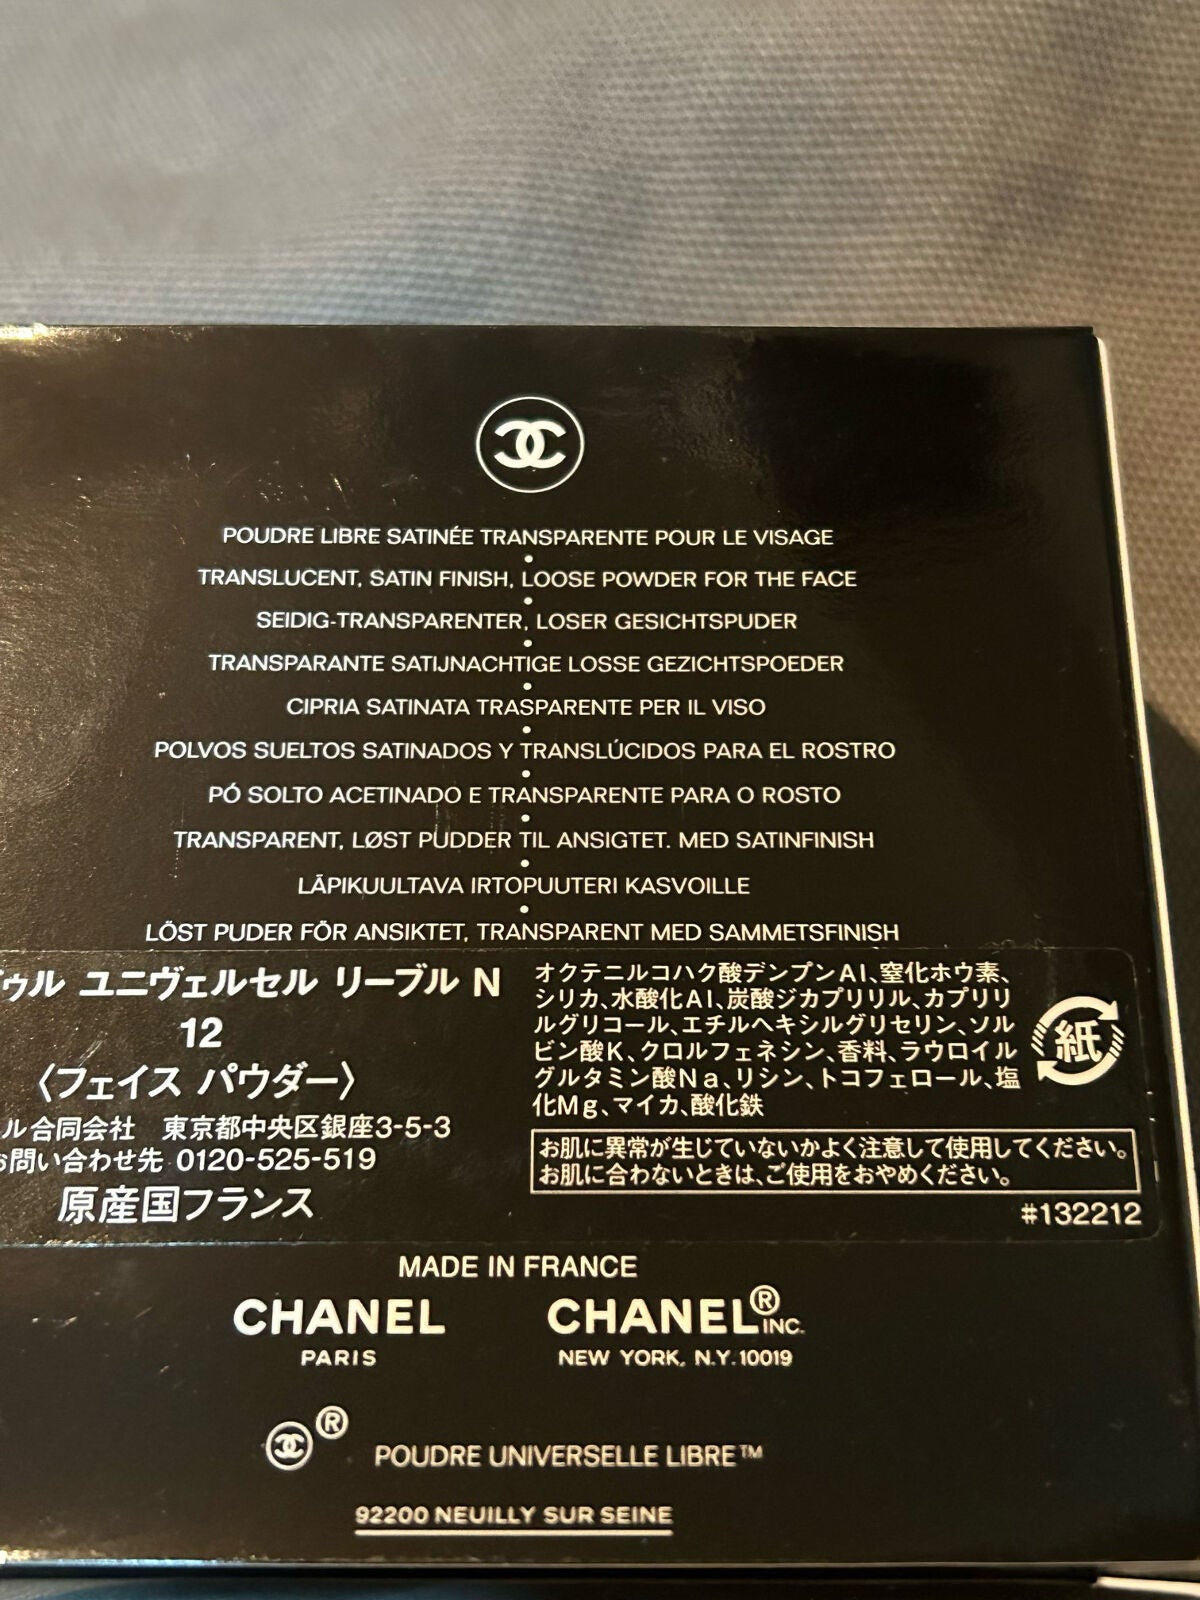 POUDRE LIBRE SATINÉE TRANSPARENTE POUR LE VISAGE
TRANSLUCENT, SATIN FINISH, LOOSE POWDER FOR THE FACE
SEIDIG-TRANSPARENTER, LOSER GESICHTSPUDER
TRANSPARANTE SATIJNACHTIGE LOSSE GEZICHTSPOEDER
CIPRIA SATINATA TRASPARENTE PER IL VISO
POLVOS SUELTOS SATINADOS Y TRANSLÚCIDOS PARA EL ROSTRO
PÓ SOLTO ACETINADO E TRANSPARENTE PARA O ROSTO
TRANSPARENT, LØST PUDDER TIL ANSIGTET. MED SATINFINISH
LÄPIKUULTAVA IRTOPUUTERI KASVOILLE
LÖST PUDER FÖR ANSIKTET, TRANSPARENT MED SAMMETSFINISH
ゥル ユニヴェルセル リーブル N
12
〈フェイス パウダー〉
ル合同会社 東京都中央区銀座3-5-3
お問い合わせ先 0120-525-519
原産国フランス
オクテニルコハク酸デンプンAl、窒化ホウ素、
シリカ、水酸化Al、炭酸ジカプリリル、カプリリ
ルグリコール、エチルヘキシルグリセリン、ソル
ビン酸K、クロルフェネシン、香料、ラウロイル
グルタミン酸Na、リシン、トコフェロール、塩
化Mg、マイカ、酸化鉄
紙
お肌に異常が生じていないかよく注意して使用してください。
お肌に合わないときは、ご使用をおやめください。
#132212
MADE IN FRANCE
CHANEL
PARIS
CHANEL® INC.
NEW YORK, N.Y. 10019
®
POUDRE UNIVERSELLE LIBRE™
92200 NEUILLY SUR SEINE